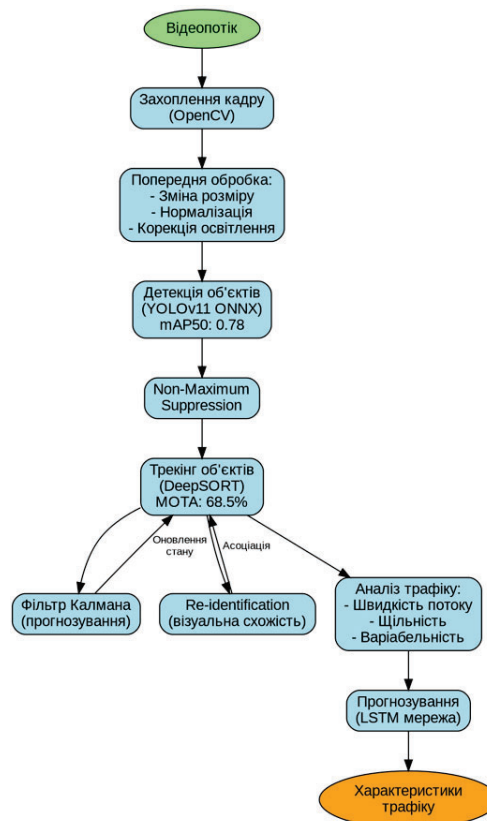 Відеопотік
Захоплення кадру
(OpenCV)
Попередня обробка:
- Зміна розміру
- Нормалізація
- Корекція освітлення
Детекція об'єктів
(YOLOv11 ONNX)
mAP50: 0.78
Non-Maximum
Suppression
Трекінг об'єктів
(DeepSORT)
MOTA: 68.5%
Оновлення
стану
Асоціація
Фільтр Калмана
(прогнозування)
Re-identification
(візуальна схожість)
Аналіз трафіку:
- Швидкість потоку
- Щільність
- Варіабельність
Прогнозування
(LSTM мережа)
Характеристики
трафіку